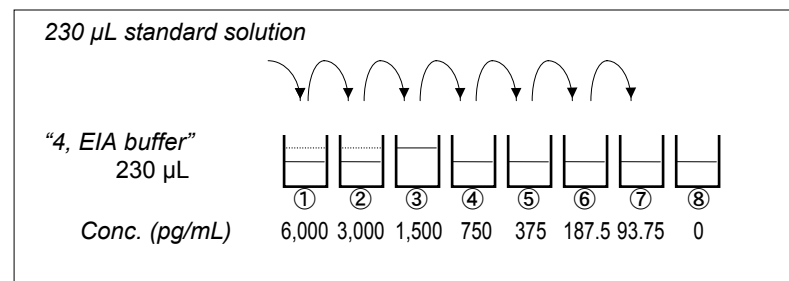 230 µL standard solution
“4, EIA buffer”
230 µL
① ② ③ ④ ⑤ ⑥ ⑦ ⑧
Conc. (pg/mL) 6,000 3,000 1,500 750 375 187.5 93.75 0